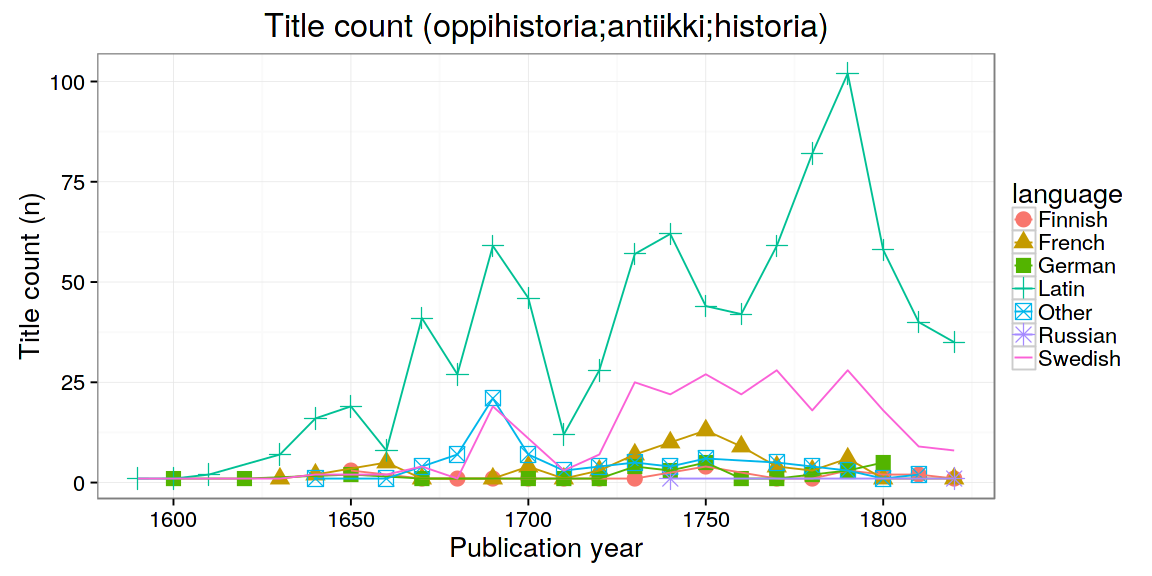 Title count (oppihistoria;antiikki;historia)
Title count (n)
100
75
50
25
0
1600
1650
1700
1750
1800
Publication year
language
Finnish
French
German
Latin
Other
Russian
Swedish